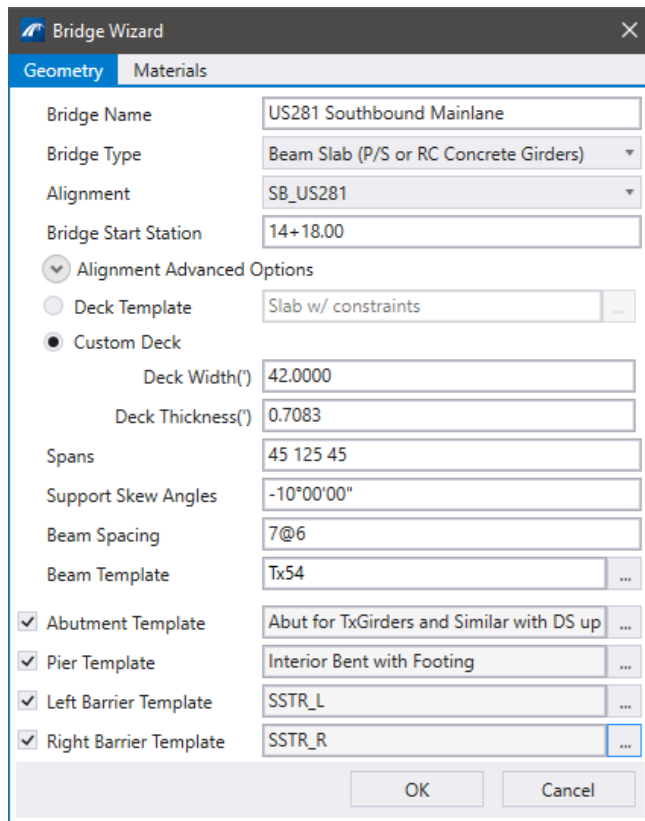 Bridge Wizard
Geometry Materials
Bridge Name US281 Southbound Mainlane
Bridge Type Beam Slab (P/S or RC Concrete Girders)
Alignment SB_US281
Bridge Start Station 14+18.00
Alignment Advanced Options
Deck Template Slab w/ constraints ...
Custom Deck
Deck Width(') 42.0000
Deck Thickness(') 0.7083
Spans 45 125 45
Support Skew Angles -10°00'00"
Beam Spacing 7@6
Beam Template Tx54 ...
Abutment Template Abut for TxGirders and Similar with DS up ...
Pier Template Interior Bent with Footing ...
Left Barrier Template SSTR_L ...
Right Barrier Template SSTR_R ...
OK Cancel